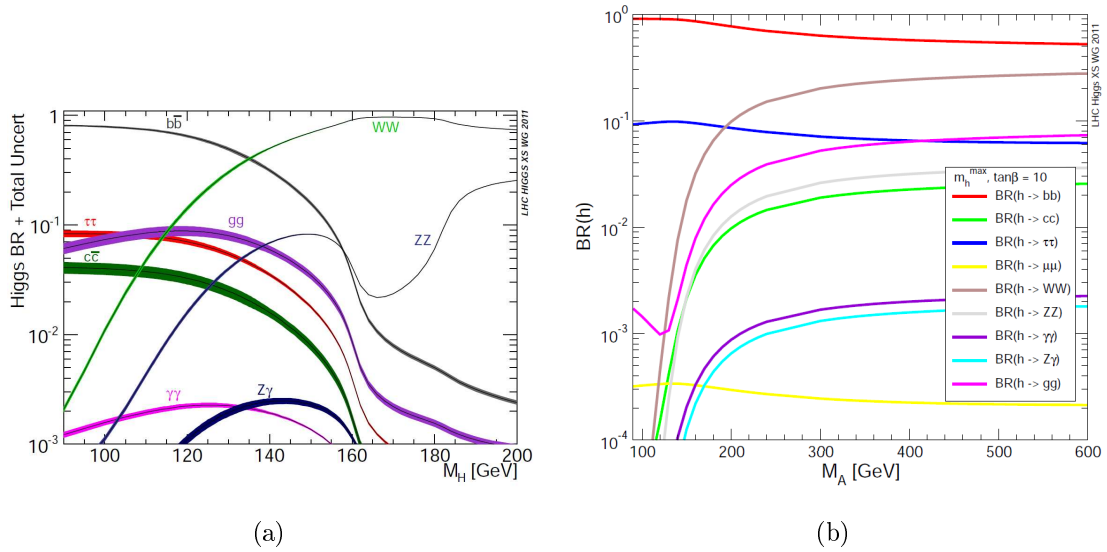 Higgs BR + Total Uncert
1
10⁻¹
10⁻²
10⁻³
bb̄
WW
ττ
gg
cc̄
ZZ
γγ
Zγ
100 120 140 160 180 200
M_H [GeV]
LHC HIGGS XS WG 2011
(a)
BR(h)
1
10⁻¹
10⁻²
10⁻³
10⁻⁴
m_h^max, tanβ = 10
BR(h -> bb)
BR(h -> cc)
BR(h -> ττ)
BR(h -> μμ)
BR(h -> WW)
BR(h -> ZZ)
BR(h -> γγ)
BR(h -> Zγ)
BR(h -> gg)
100 200 300 400 500 600
M_A [GeV]
LHC Higgs XS WG 2011
(b)